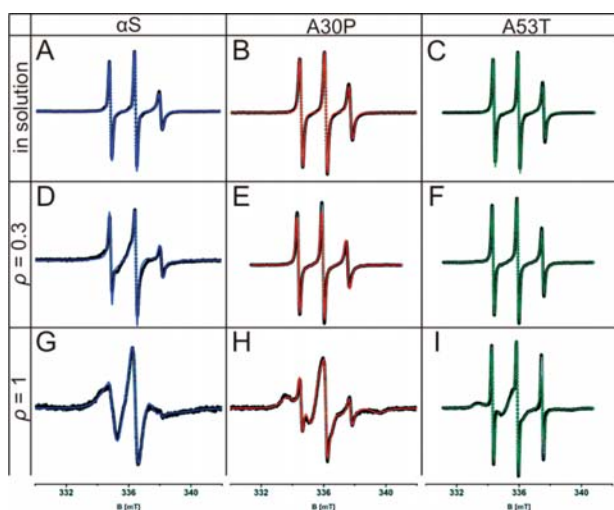 αS A30P A53T
in solution A B C
ρ = 0.3 D E F
ρ = 1 G H I
332 336 340 332 336 340 332 336 340
B [mT] B [mT] B [mT]